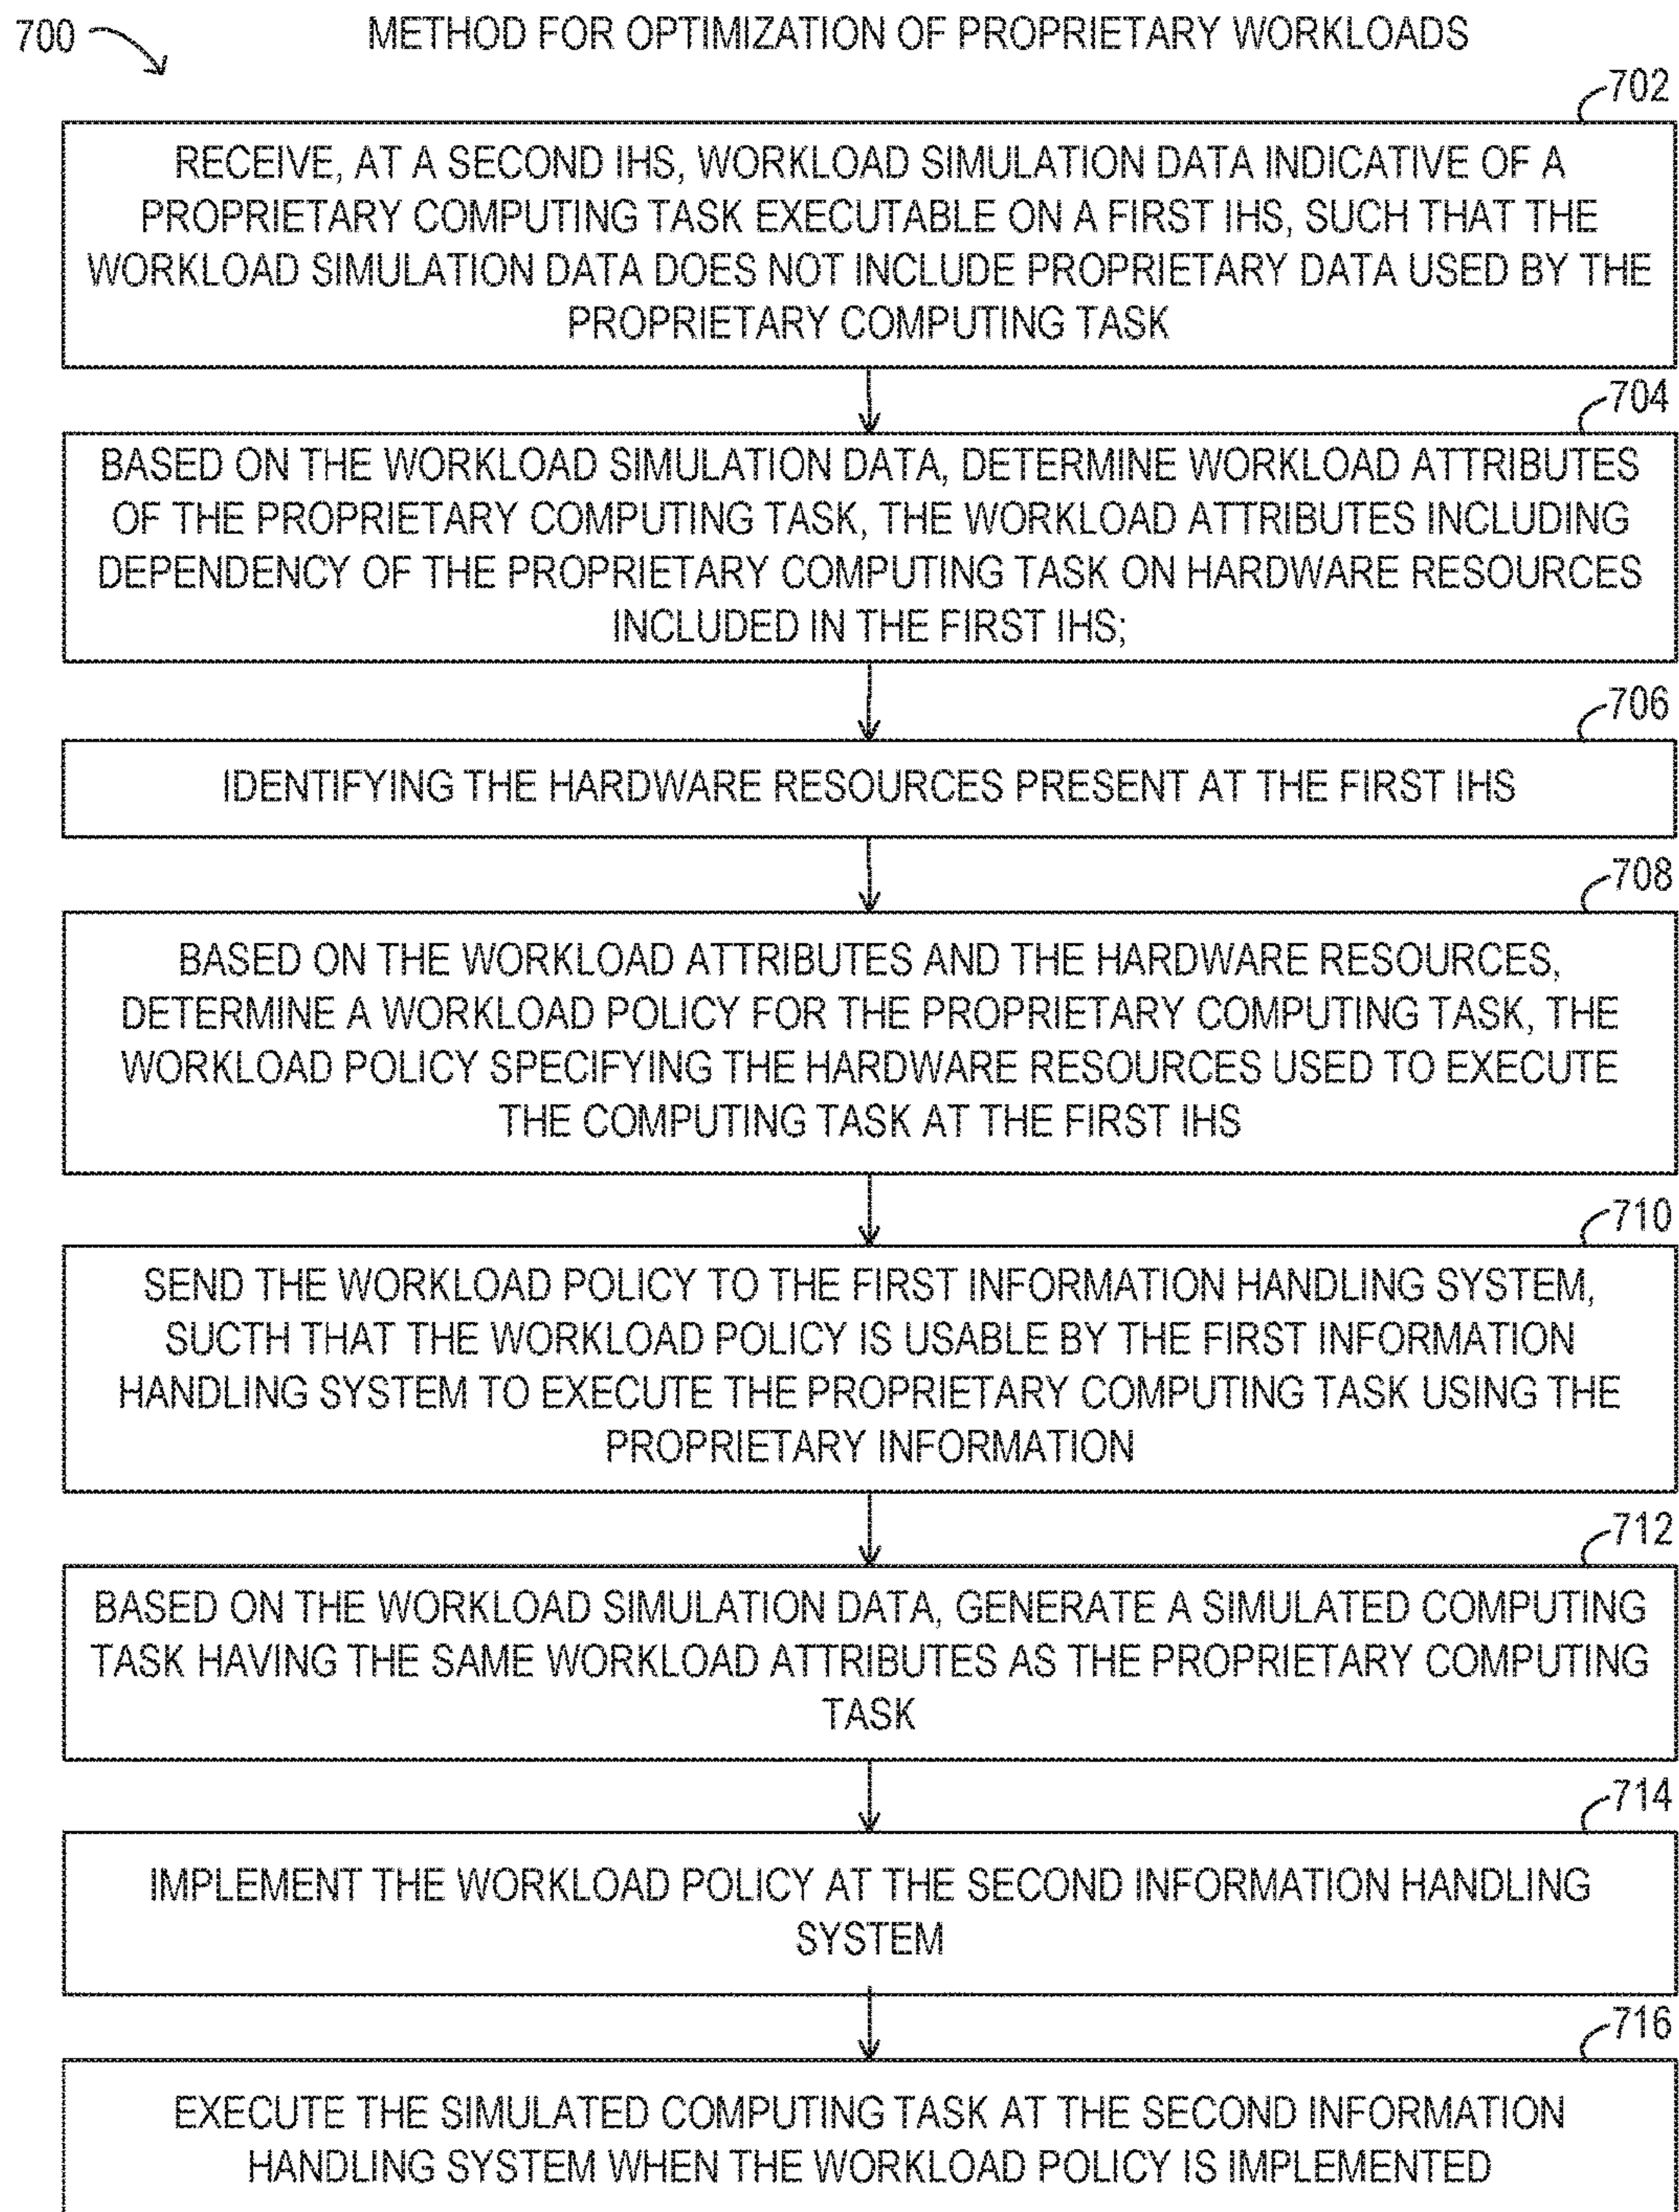 700 METHOD FOR OPTIMIZATION OF PROPRIETARY WORKLOADS
702
RECEIVE, AT A SECOND IHS, WORKLOAD SIMULATION DATA INDICATIVE OF A
PROPRIETARY COMPUTING TASK EXECUTABLE ON A FIRST IHS, SUCH THAT THE
WORKLOAD SIMULATION DATA DOES NOT INCLUDE PROPRIETARY DATA USED BY THE
PROPRIETARY COMPUTING TASK
704
BASED ON THE WORKLOAD SIMULATION DATA, DETERMINE WORKLOAD ATTRIBUTES
OF THE PROPRIETARY COMPUTING TASK, THE WORKLOAD ATTRIBUTES INCLUDING
DEPENDENCY OF THE PROPRIETARY COMPUTING TASK ON HARDWARE RESOURCES
INCLUDED IN THE FIRST IHS;
706
IDENTIFYING THE HARDWARE RESOURCES PRESENT AT THE FIRST IHS
708
BASED ON THE WORKLOAD ATTRIBUTES AND THE HARDWARE RESOURCES,
DETERMINE A WORKLOAD POLICY FOR THE PROPRIETARY COMPUTING TASK, THE
WORKLOAD POLICY SPECIFYING THE HARDWARE RESOURCES USED TO EXECUTE
THE COMPUTING TASK AT THE FIRST IHS
710
SEND THE WORKLOAD POLICY TO THE FIRST INFORMATION HANDLING SYSTEM,
SUCTH THAT THE WORKLOAD POLICY IS USABLE BY THE FIRST INFORMATION
HANDLING SYSTEM TO EXECUTE THE PROPRIETARY COMPUTING TASK USING THE
PROPRIETARY INFORMATION
712
BASED ON THE WORKLOAD SIMULATION DATA, GENERATE A SIMULATED COMPUTING
TASK HAVING THE SAME WORKLOAD ATTRIBUTES AS THE PROPRIETARY COMPUTING
TASK
714
IMPLEMENT THE WORKLOAD POLICY AT THE SECOND INFORMATION HANDLING
SYSTEM
716
EXECUTE THE SIMULATED COMPUTING TASK AT THE SECOND INFORMATION
HANDLING SYSTEM WHEN THE WORKLOAD POLICY IS IMPLEMENTED